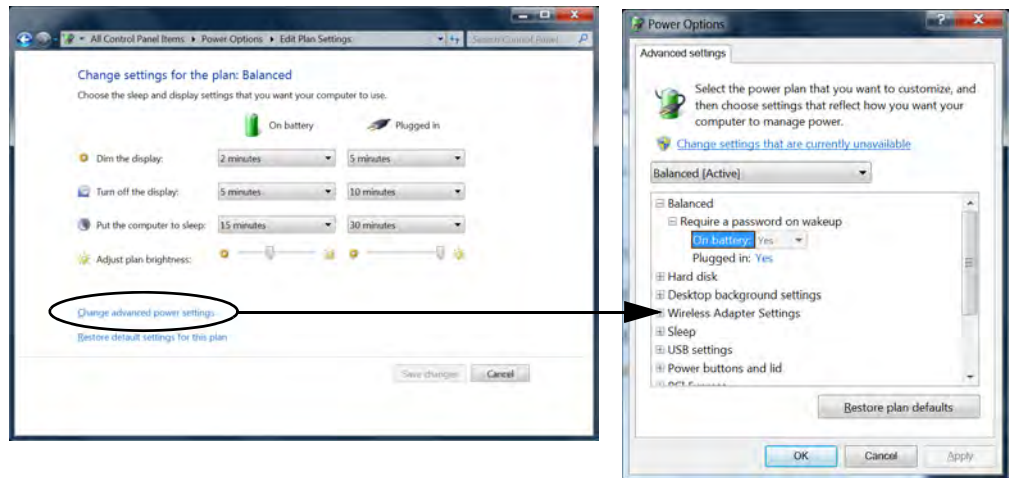 All Control Panel Items Power Options Edit Plan Settings Search Control Panel
Change settings for the plan: Balanced
Choose the sleep and display settings that you want your computer to use.
On battery Plugged in
Dim the display: 2 minutes 5 minutes
Turn off the display: 5 minutes 10 minutes
Put the computer to sleep: 15 minutes 30 minutes
Adjust plan brightness:
Change advanced power settings
Restore default settings for this plan
Save changes Cancel
Power Options
Advanced settings
Select the power plan that you want to customize, and
then choose settings that reflect how you want your
computer to manage power.
Change settings that are currently unavailable
Balanced [Active]
Balanced
Require a password on wakeup
On battery: Yes
Plugged in: Yes
Hard disk
Desktop background settings
Wireless Adapter Settings
Sleep
USB settings
Power buttons and lid
Restore plan defaults
OK Cancel Apply